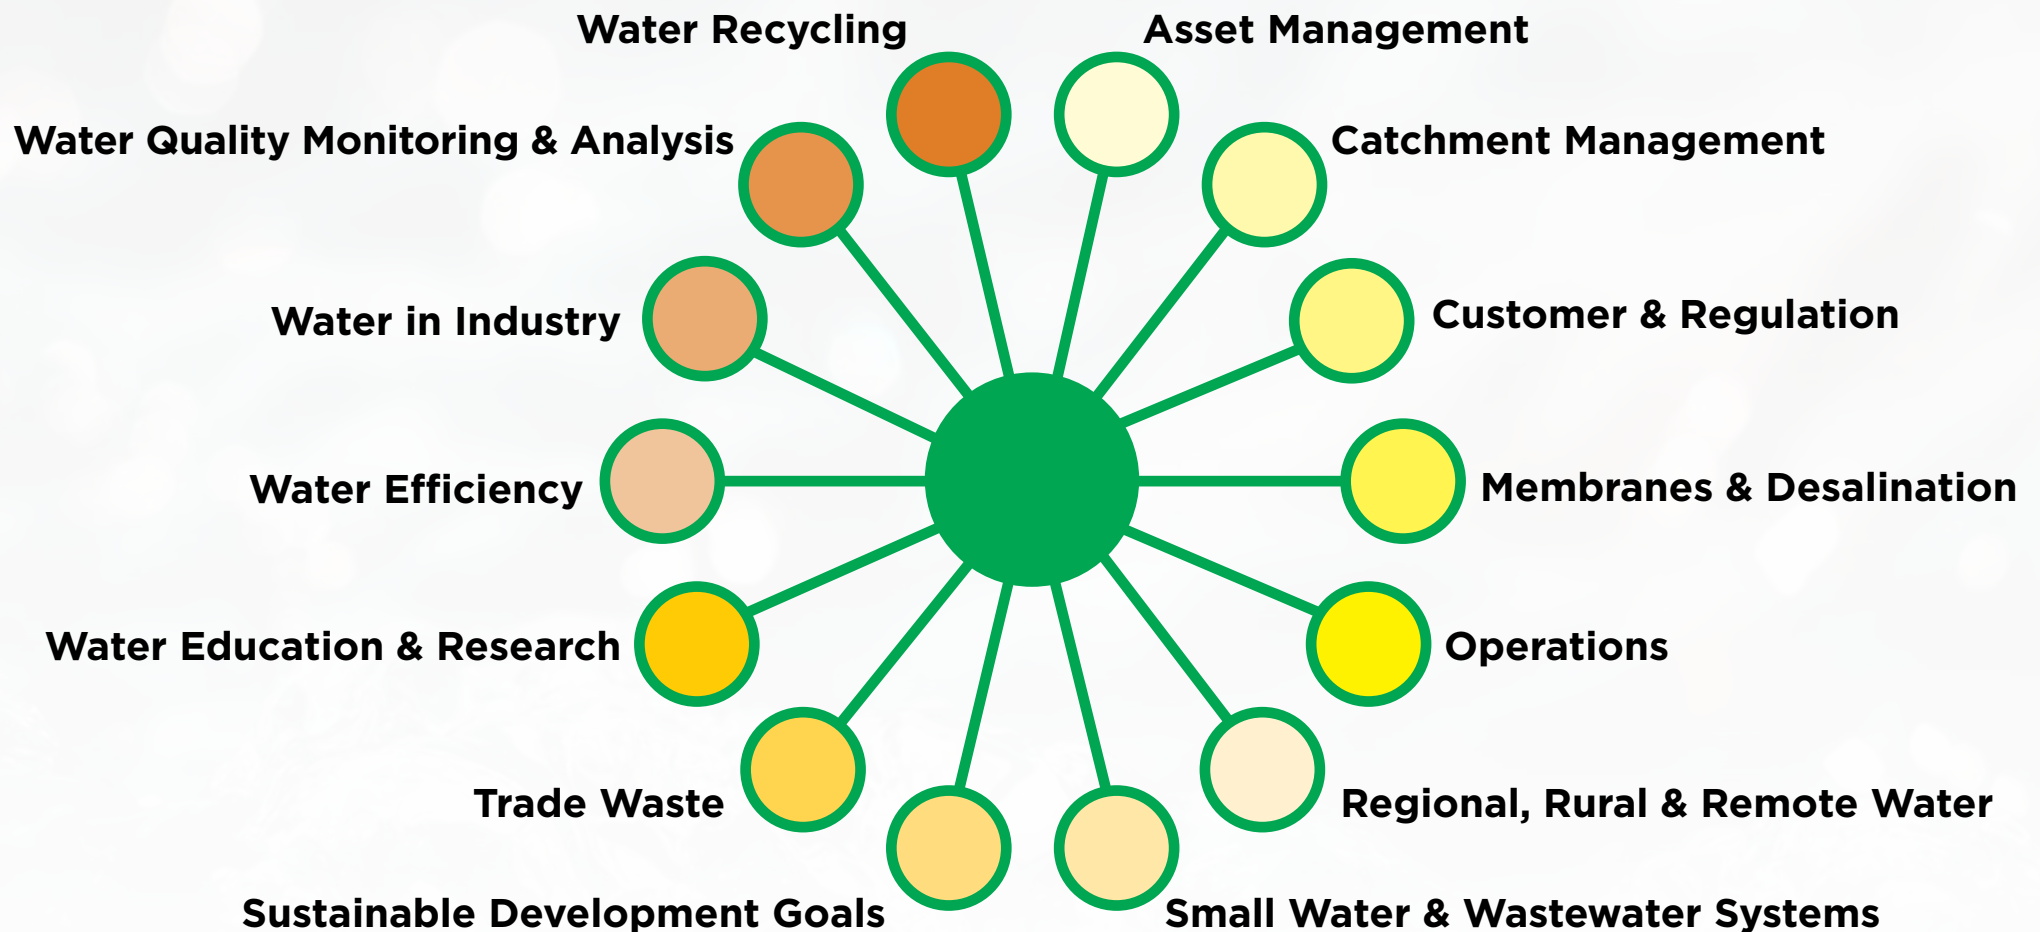 Water Recycling
Asset Management
Water Quality Monitoring & Analysis
Catchment Management
Water in Industry
Customer & Regulation
Water Efficiency
Membranes & Desalination
Water Education & Research
Operations
Trade Waste
Regional, Rural & Remote Water
Sustainable Development Goals
Small Water & Wastewater Systems